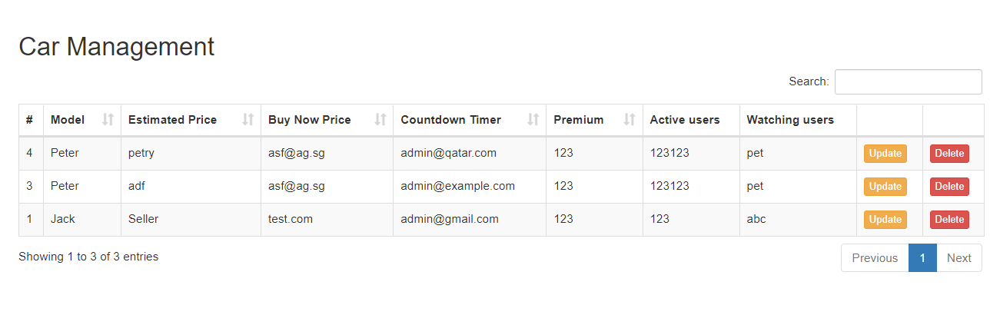 Car Management
Search:
# Model Estimated Price Buy Now Price Countdown Timer Premium Active users Watching users
4 Peter petry asf@ag.sg admin@qatar.com 123 123123 pet Update Delete
3 Peter adf asf@ag.sg admin@example.com 123 123123 pet Update Delete
1 Jack Seller test.com admin@gmail.com 123 123 abc Update Delete
Showing 1 to 3 of 3 entries Previous 1 Next